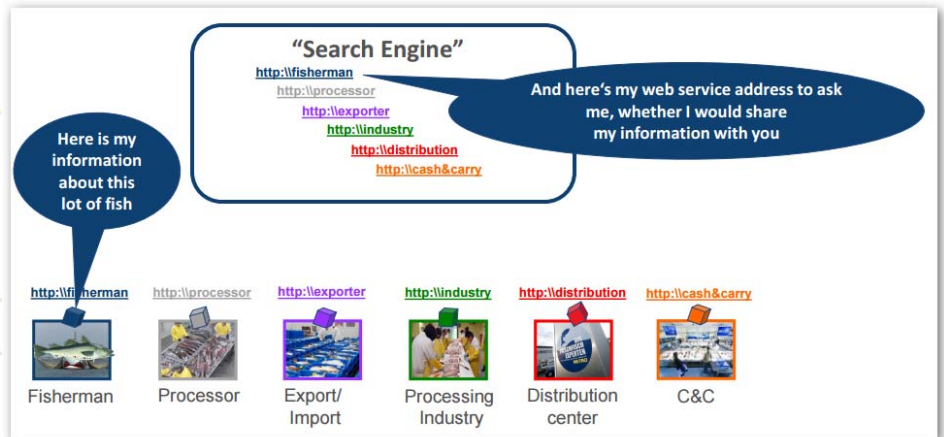 “Search Engine”
http:\\fisherman
http:\\processor
http:\\exporter
http:\\industry
http:\\distribution
http:\\cash&carry
And here's my web service address to ask
me, whether I would share
my information with you
Here is my
information
about this
lot of fish
http:\\fisherman
http:\\processor
http:\\exporter
http:\\industry
http:\\distribution
http:\\cash&carry
Fisherman
Processor
Export/
Import
Processing
Industry
Distribution
center
C&C